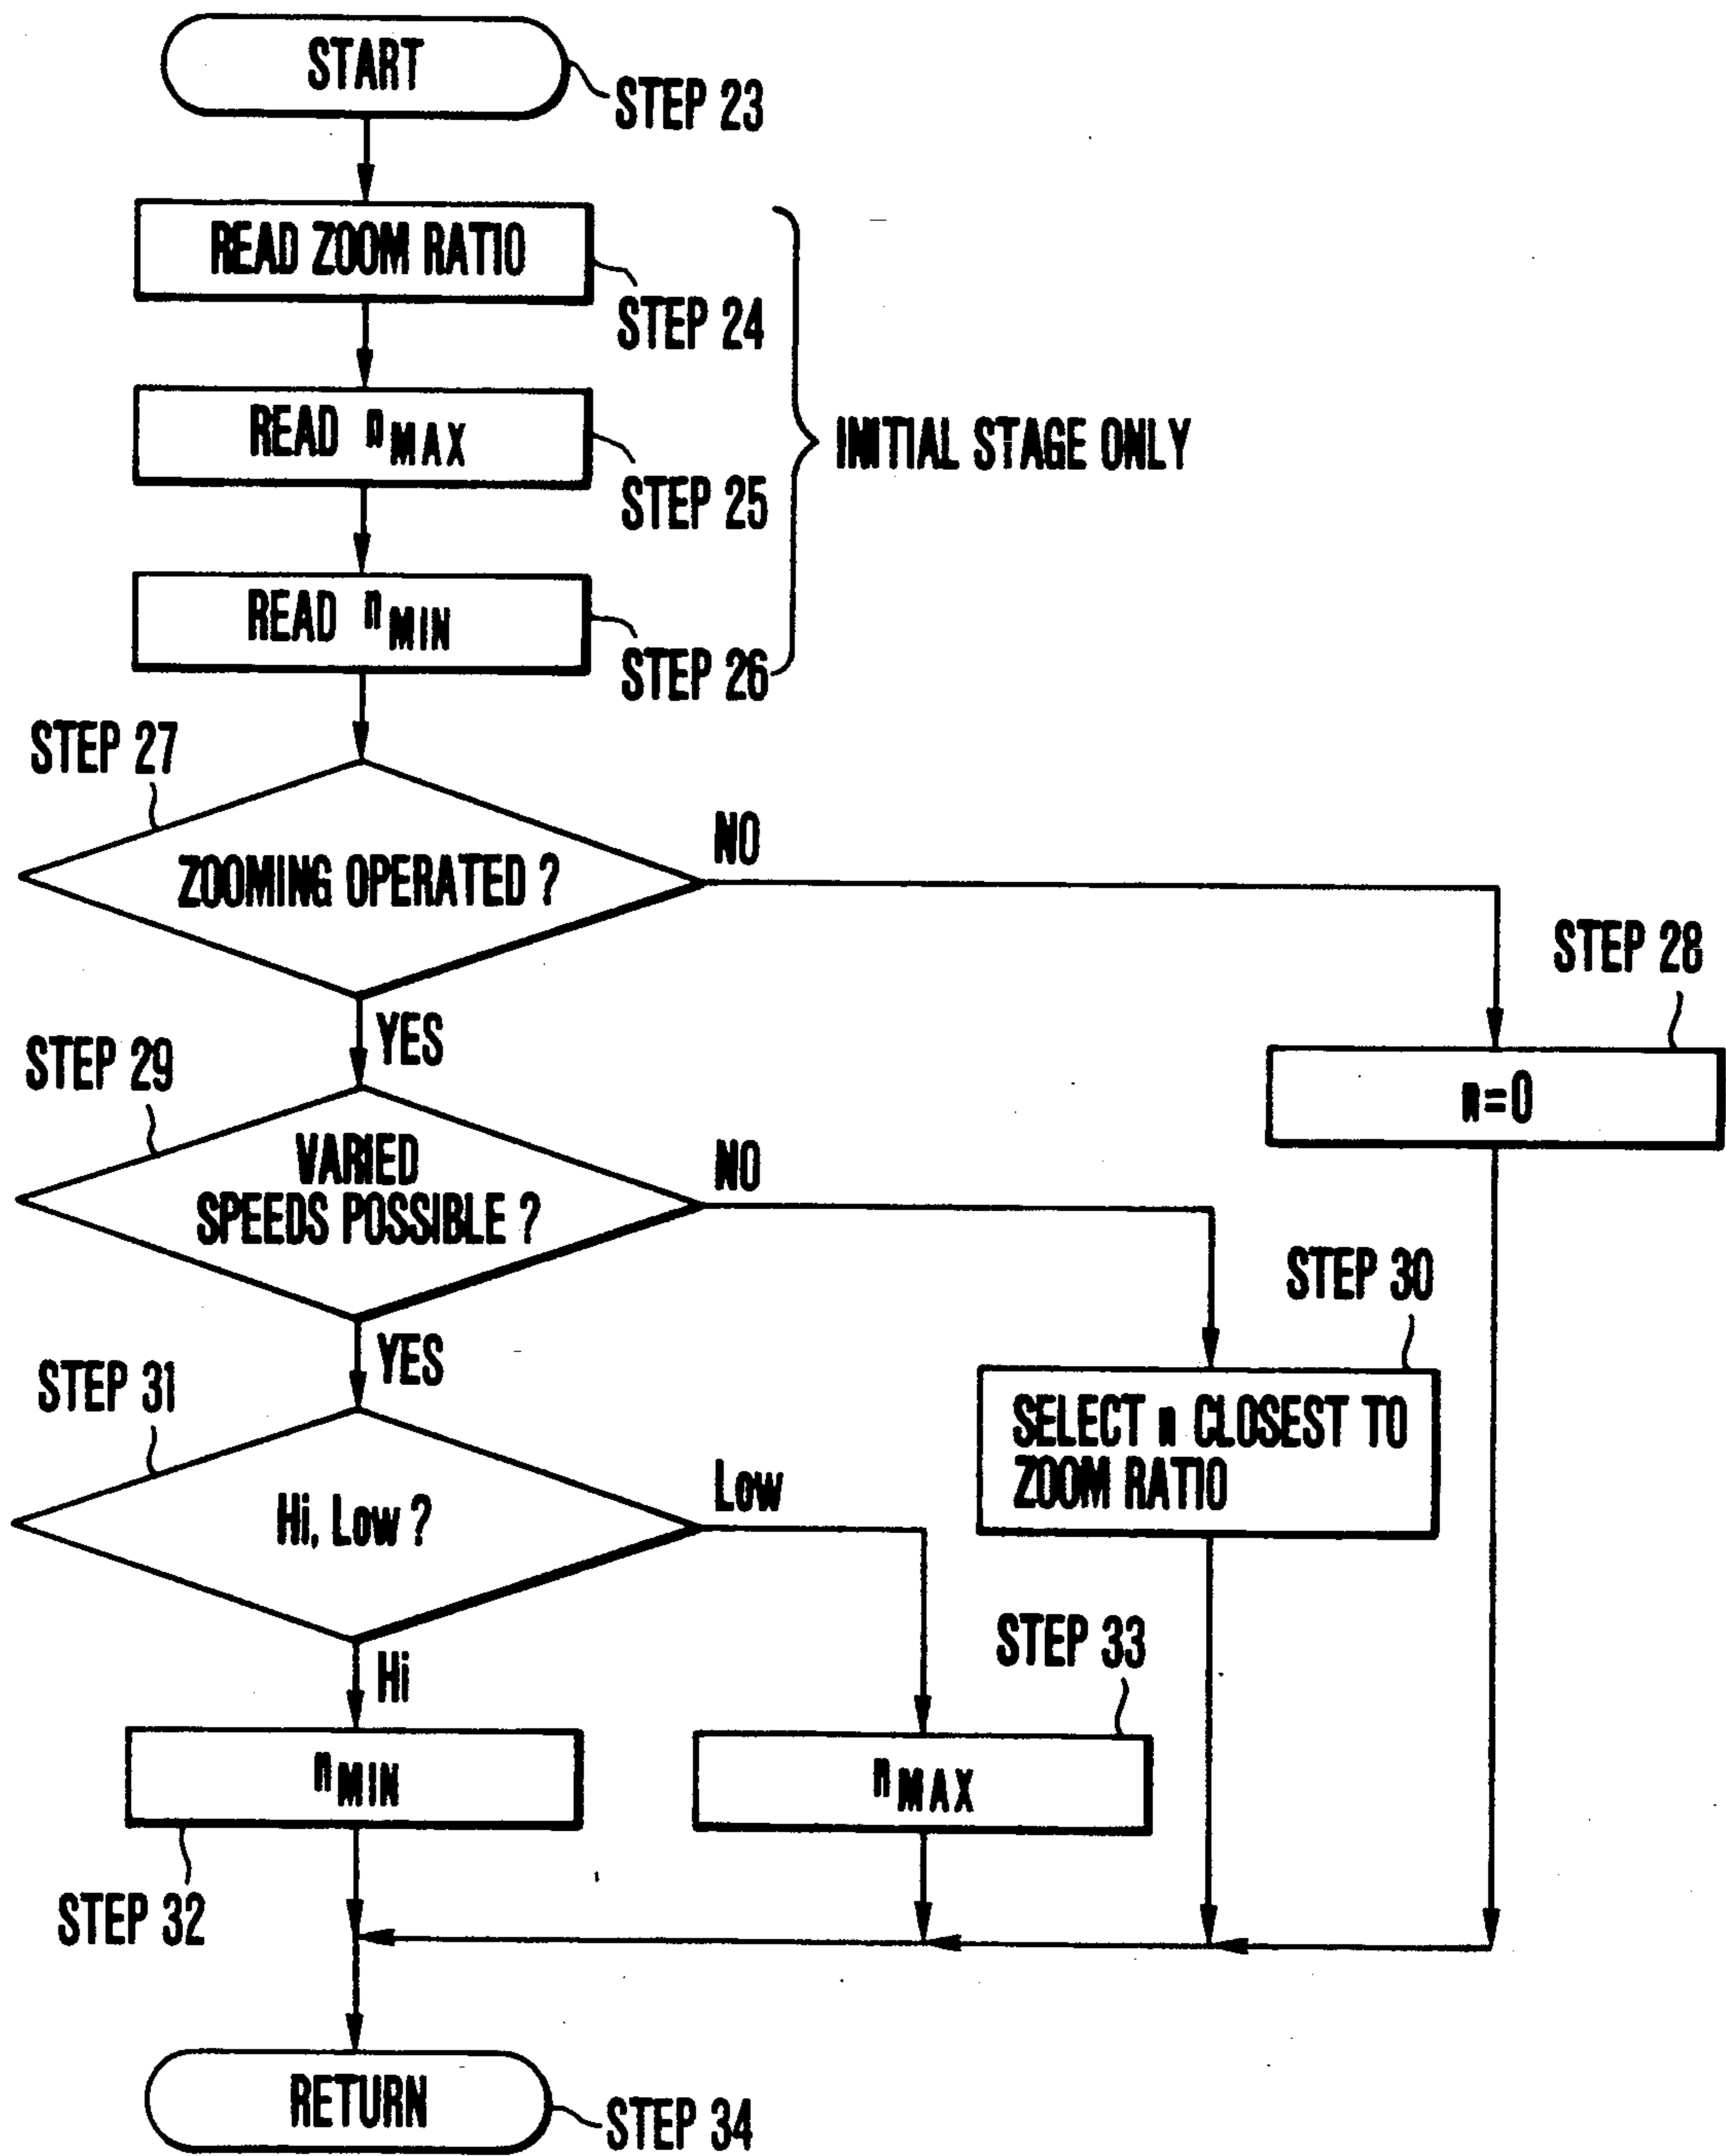 START
STEP 23
READ ZOOM RATIO
STEP 24
READ nMAX
STEP 25
INITIAL STAGE ONLY
READ nMIN
STEP 26
STEP 27
ZOOMING OPERATED ?
NO
YES
STEP 28
n=0
STEP 29
VARIED
SPEEDS POSSIBLE ?
NO
YES
STEP 30
SELECT n CLOSEST TO
ZOOM RATIO
STEP 31
Hi, Low ?
Low
Hi
STEP 33
nMIN
nMAX
STEP 32
RETURN
STEP 34